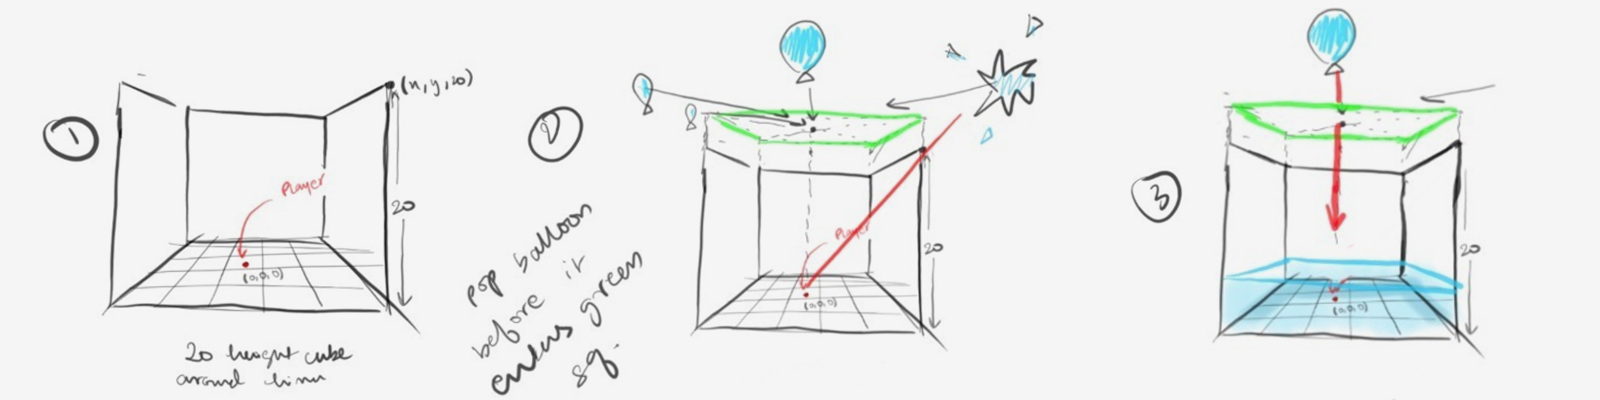 1
(x, y, 20)
Player
20
(0,0,0)
20 height cube
around him
2
Player
20
(0,0,0)
pop balloon
before it
enters green
sq.
3
20
(0,0,0)